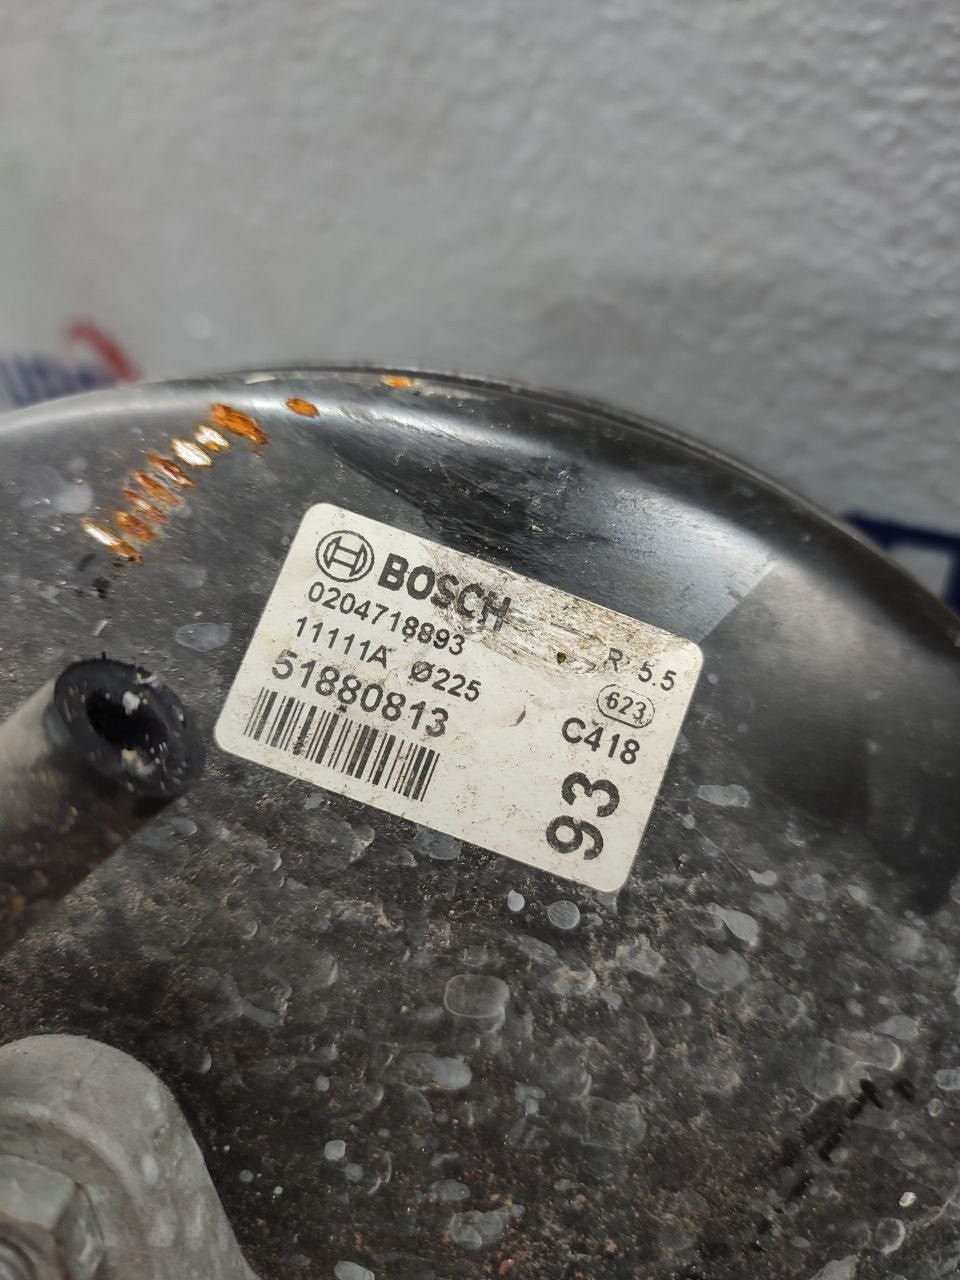 BOSCH
0204718893
11111A Ø225
51880813
R 5.5
623
C418
93